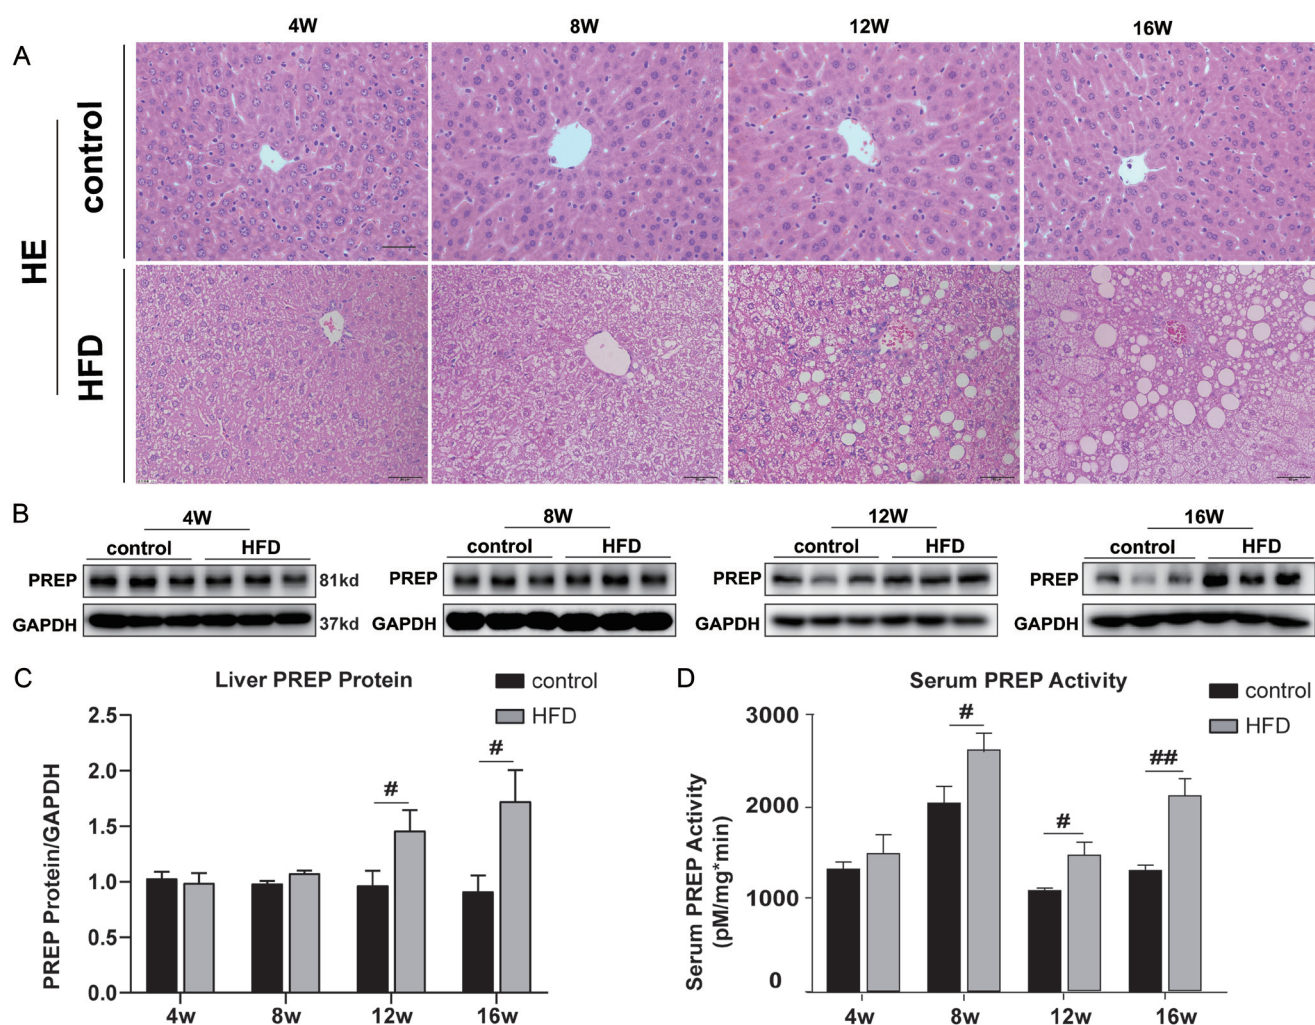 4W 8W 12W 16W
A
control
HE
HFD
B
4W 8W 12W 16W
control HFD control HFD control HFD control HFD
PREP 81kd PREP PREP PREP
GAPDH 37kd GAPDH GAPDH GAPDH
C
Liver PREP Protein
control
HFD
PREP Protein/GAPDH
2.5
2.0
1.5
1.0
0.5
0.0
# #
4w 8w 12w 16w
D
Serum PREP Activity
control
HFD
Serum PREP Activity
(pM/mg*min)
3000
2000
1000
0
# # ##
4w 8w 12w 16w